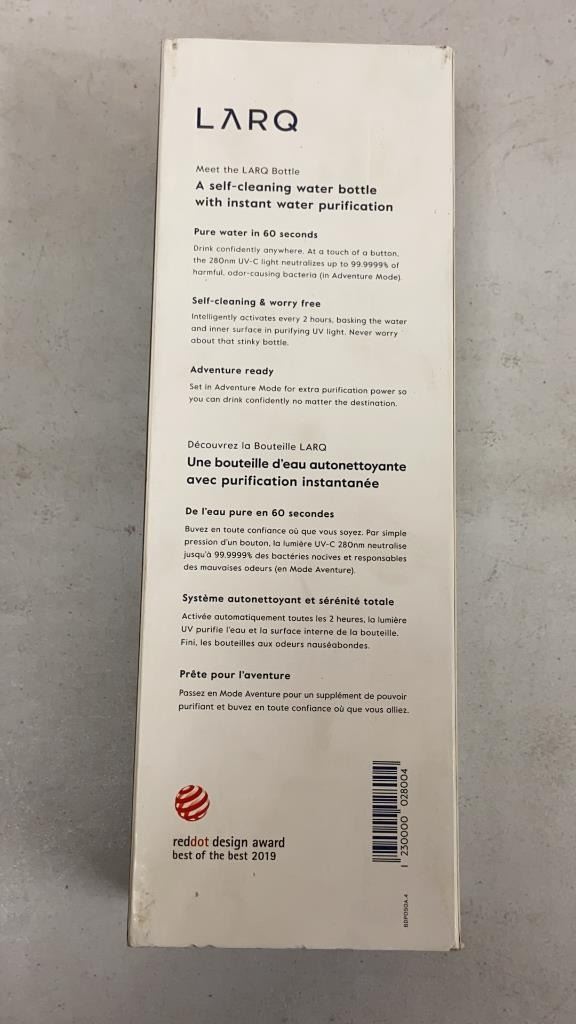 LARQ
Meet the LARQ Bottle
A self-cleaning water bottle
with instant water purification
Pure water in 60 seconds
Drink confidently anywhere. At a touch of a button,
the 280nm UV-C light neutralizes up to 99.9999% of
harmful, odor-causing bacteria (in Adventure Mode).
Self-cleaning & worry free
Intelligently activates every 2 hours, basking the water
and inner surface in purifying UV light. Never worry
about that stinky bottle.
Adventure ready
Set in Adventure Mode for extra purification power so
you can drink confidently no matter the destination.
Découvrez la Bouteille LARQ
Une bouteille d'eau autonettoyante
avec purification instantanée
De l'eau pure en 60 secondes
Buvez en toute confiance où que vous soyez. Par simple
pression d'un bouton, la lumière UV-C 280nm neutralise
jusqu'à 99.9999% des bactéries nocives et responsables
des mauvaises odeurs (en Mode Aventure).
Système autonettoyant et sérénité totale
Activée automatiquement toutes les 2 heures, la lumière
UV purifie l'eau et la surface interne de la bouteille.
Fini, les bouteilles aux odeurs nauséabondes.
Prête pour l'aventure
Passez en Mode Aventure pour un supplément de pouvoir
purifiant et buvez en toute confiance où que vous alliez.
reddot design award
best of the best 2019
1 230000 028004
BDP050A.4